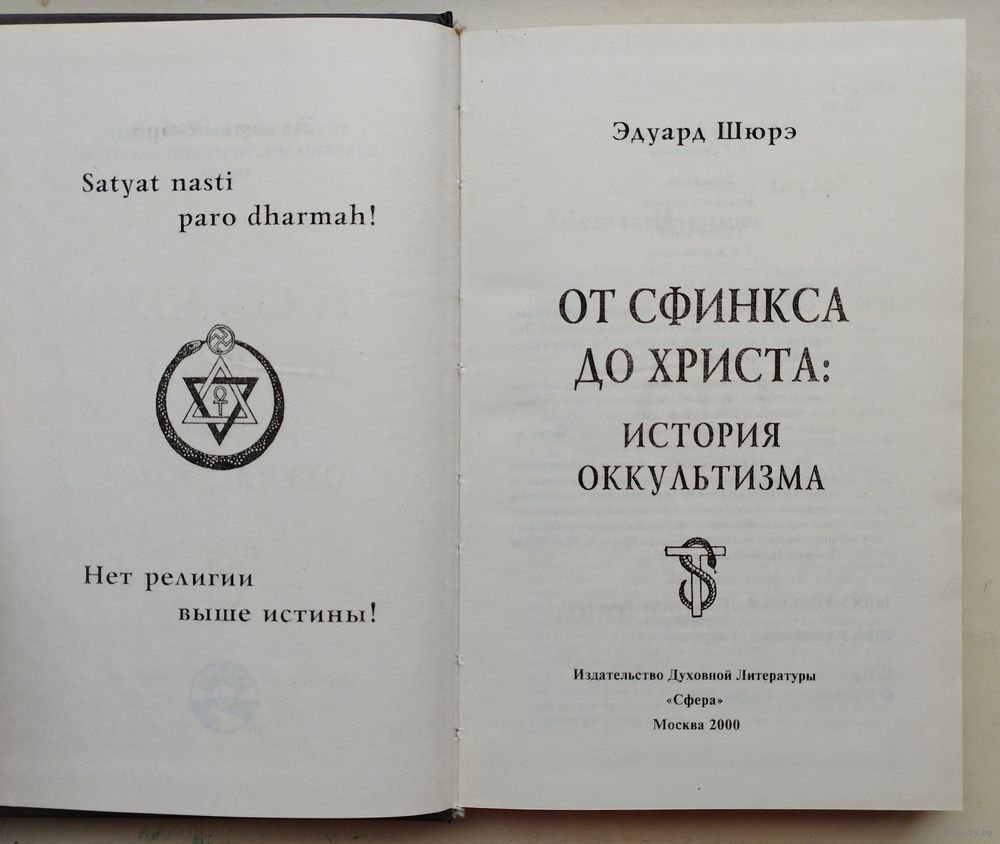 Satyat nasti
paro dharmah!
Нет религии
выше истины!
Эдуард Шюрэ
ОТ СФИНКСА
ДО ХРИСТА:
ИСТОРИЯ
ОККУЛЬТИЗМА
Издательство Духовной Литературы
«Сфера»
Москва 2000